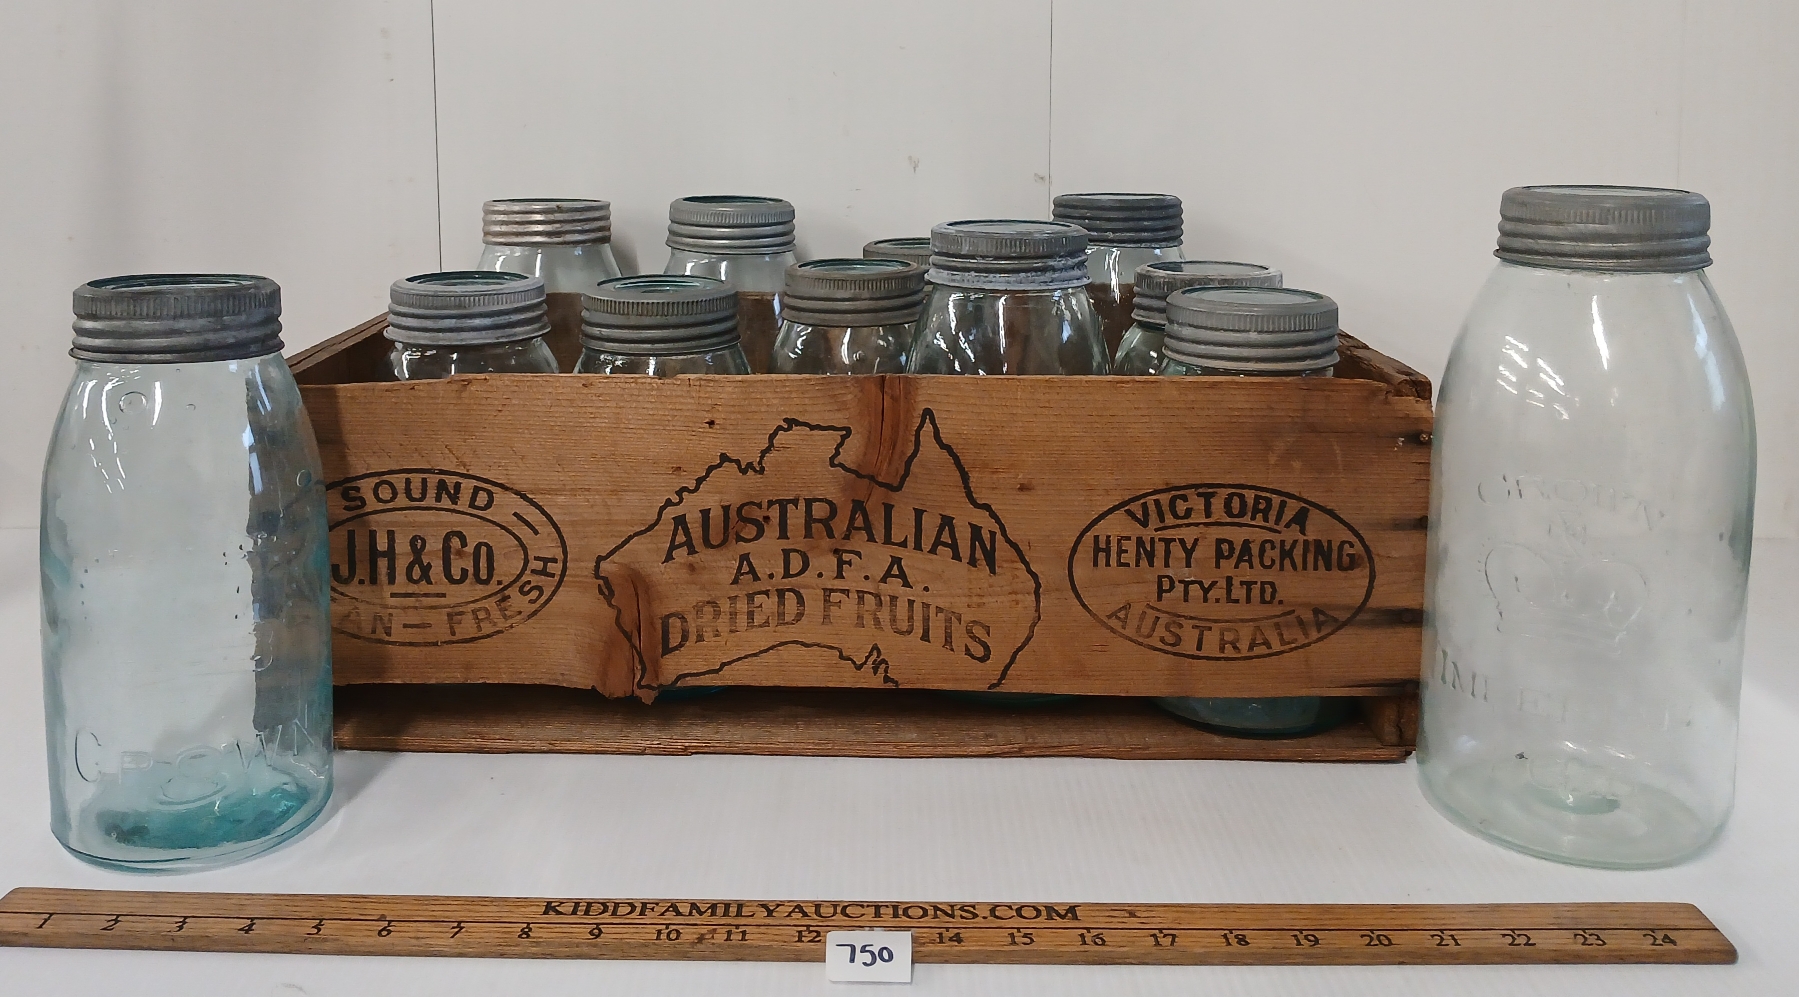 SOUND —
J.H & Co.
AN — FRESH
AUSTRALIAN
A.D.F.A.
DRIED FRUITS
VICTORIA
HENTY PACKING
PTY. LTD.
AUSTRALIA
CROWN
CROWN
KIDDFAMILYAUCTIONS.COM
1 2 3 4 5 6 7 8 9 10 11 12 14 15 16 17 18 19 20 21 22 23 24
750